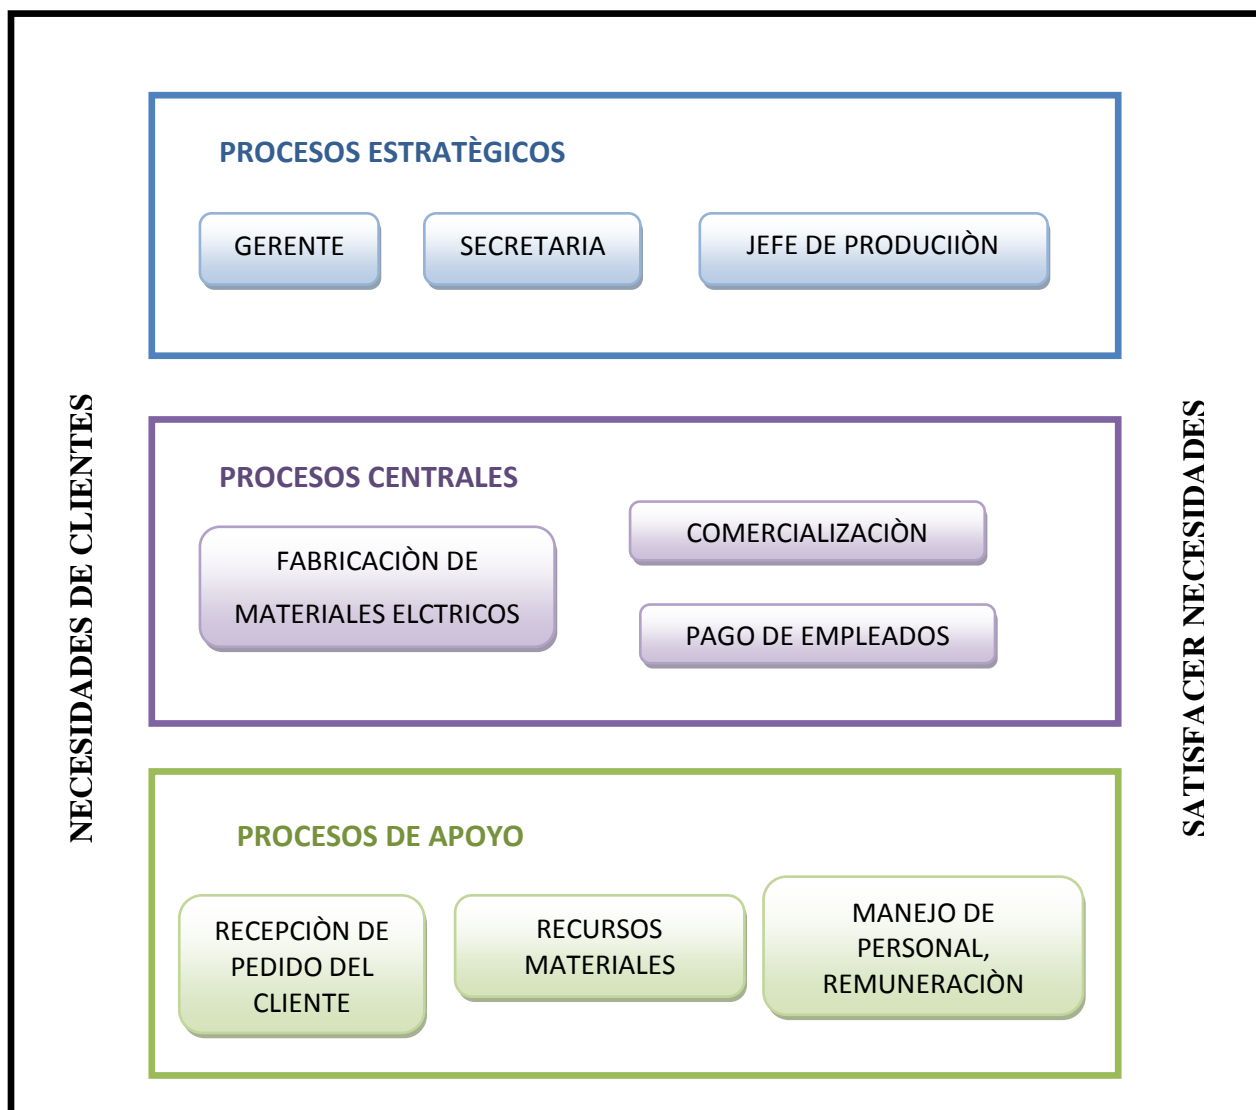 PROCESOS ESTRATÈGICOS
GERENTE
SECRETARIA
JEFE DE PRODUCIIÒN
NECESIDADES DE CLIENTES
PROCESOS CENTRALES
FABRICACIÒN DE
MATERIALES ELCTRICOS
COMERCIALIZACIÒN
PAGO DE EMPLEADOS
SATISFACER NECESIDADES
PROCESOS DE APOYO
RECEPCIÒN DE
PEDIDO DEL
CLIENTE
RECURSOS
MATERIALES
MANEJO DE
PERSONAL,
REMUNERACIÒN